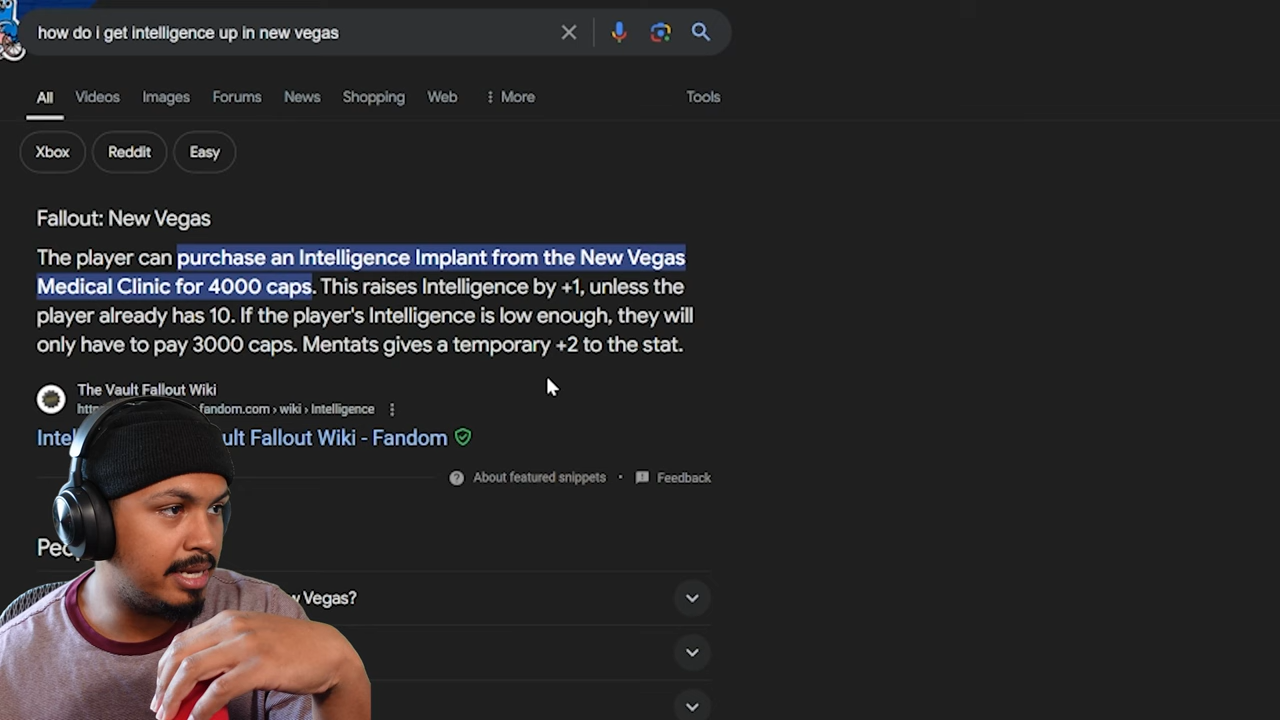 how do i get intelligence up in new vegas
All Videos Images Forums News Shopping Web More Tools
Xbox Reddit Easy
Fallout: New Vegas
The player can purchase an Intelligence Implant from the New Vegas
Medical Clinic for 4000 caps. This raises Intelligence by +1, unless the
player already has 10. If the player's Intelligence is low enough, they will
only have to pay 3000 caps. Mentats gives a temporary +2 to the stat.
The Vault Fallout Wiki
fandom.com › wiki › Intelligence
Fallout Wiki - Fandom
About featured snippets · Feedback
Vegas?